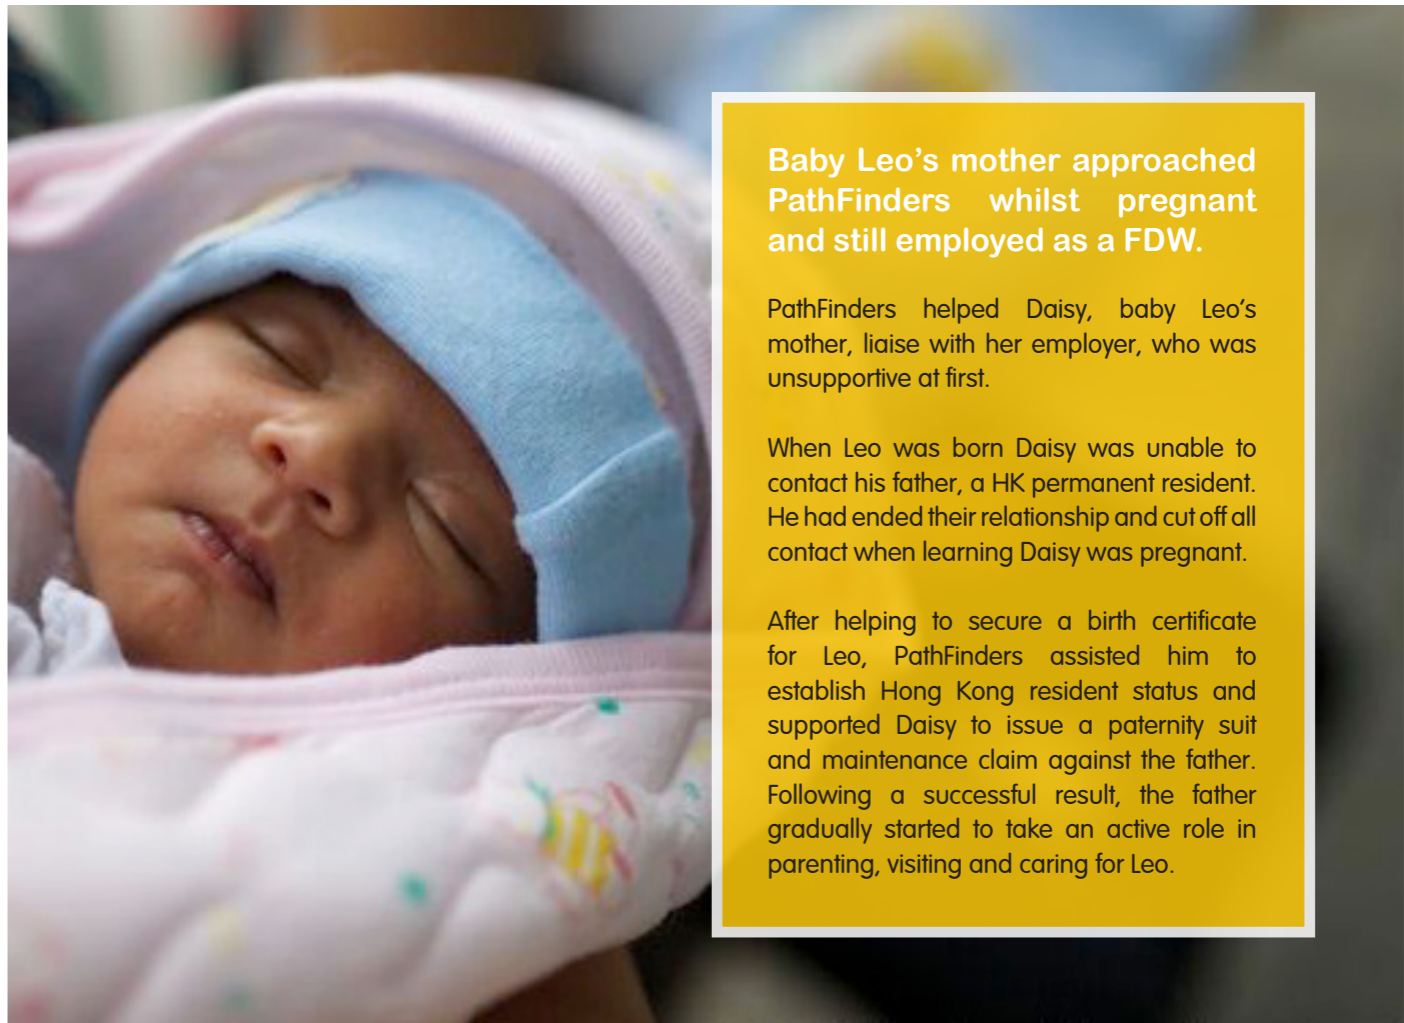 Baby Leo’s mother approached
PathFinders whilst pregnant
and still employed as a FDW.
PathFinders helped Daisy, baby Leo’s
mother, liaise with her employer, who was
unsupportive at first.
When Leo was born Daisy was unable to
contact his father, a HK permanent resident.
He had ended their relationship and cut off all
contact when learning Daisy was pregnant.
After helping to secure a birth certificate
for Leo, PathFinders assisted him to
establish Hong Kong resident status and
supported Daisy to issue a paternity suit
and maintenance claim against the father.
Following a successful result, the father
gradually started to take an active role in
parenting, visiting and caring for Leo.